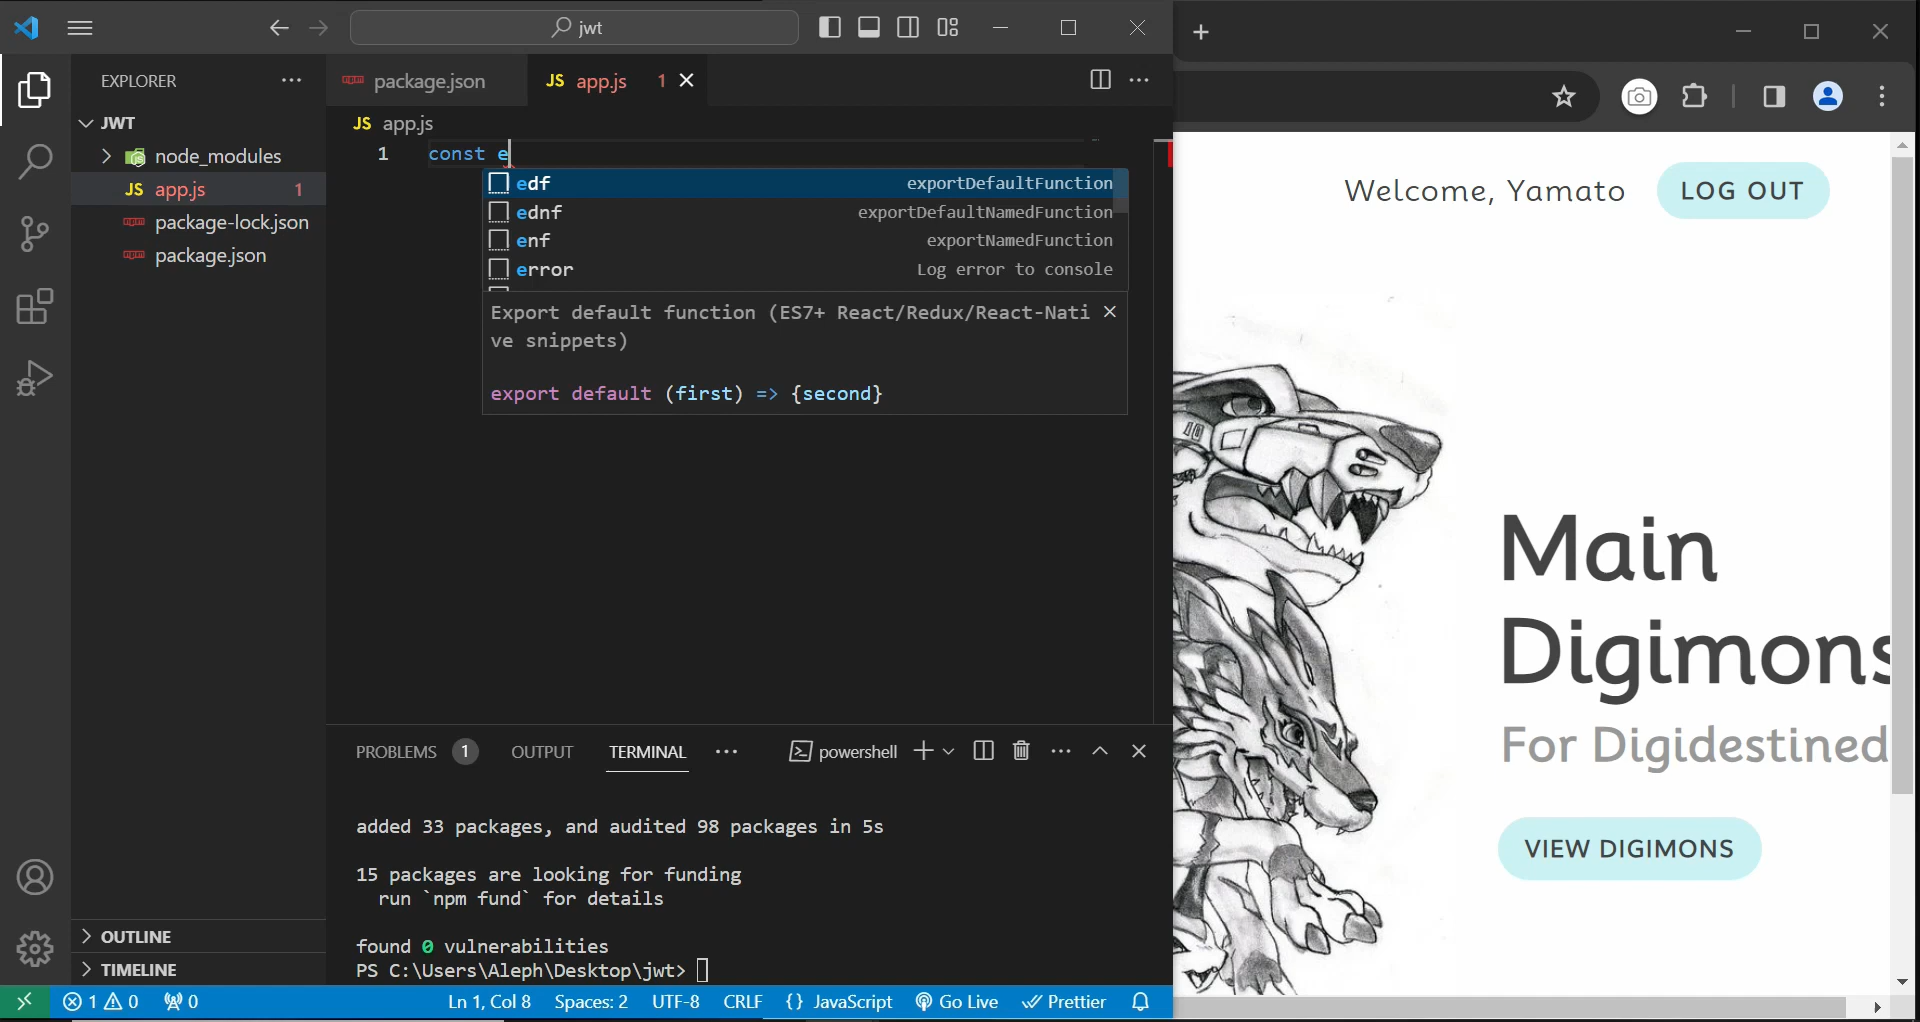 jwt
EXPLORER
JWT
node_modules
JS app.js 1
package-lock.json
package.json
package.json
JS app.js 1
JS app.js
1 const e
edf exportDefaultFunction
ednf exportDefaultNamedFunction
enf exportNamedFunction
error Log error to console
Export default function (ES7+ React/Redux/React-Nati
ve snippets)
export default (first) => {second}
PROBLEMS 1 OUTPUT TERMINAL powershell
added 33 packages, and audited 98 packages in 5s
15 packages are looking for funding
run `npm fund` for details
found 0 vulnerabilities
PS C:\Users\Aleph\Desktop\jwt>
OUTLINE
TIMELINE
1 0 0 Ln 1, Col 8 Spaces: 2 UTF-8 CRLF {} JavaScript Go Live Prettier
Welcome, Yamato LOG OUT
10
Main
Digimons
For Digidestined
VIEW DIGIMONS